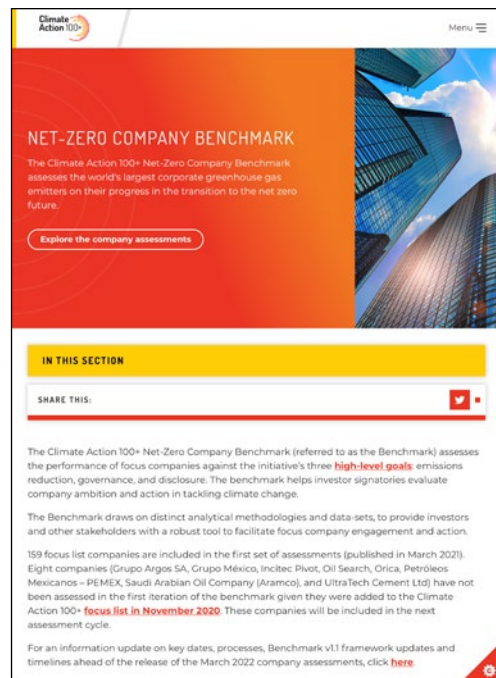 Climate
Action 100+
Menu
NET-ZERO COMPANY BENCHMARK
The Climate Action 100+ Net-Zero Company Benchmark
assesses the world's largest corporate greenhouse gas
emitters on their progress in the transition to the net zero
future.
Explore the company assessments
IN THIS SECTION
SHARE THIS:
The Climate Action 100+ Net-Zero Company Benchmark (referred to as the Benchmark) assesses
the performance of focus companies against the initiative's three high-level goals: emissions
reduction, governance, and disclosure. The benchmark helps investor signatories evaluate
company ambition and action in tackling climate change.
The Benchmark draws on distinct analytical methodologies and data-sets, to provide investors
and other stakeholders with a robust tool to facilitate focus company engagement and action.
159 focus list companies are included in the first set of assessments (published in March 2021).
Eight companies (Grupo Argos SA, Grupo México, Incitec Pivot, Oil Search, Orica, Petróleos
Mexicanos – PEMEX, Saudi Arabian Oil Company (Aramco), and UltraTech Cement Ltd) have not
been assessed in the first iteration of the benchmark given they were added to the Climate
Action 100+ focus list in November 2020. These companies will be included in the next
assessment cycle.
For an information update on key dates, processes, Benchmark v1.1 framework updates and
timelines ahead of the release of the March 2022 company assessments, click here.